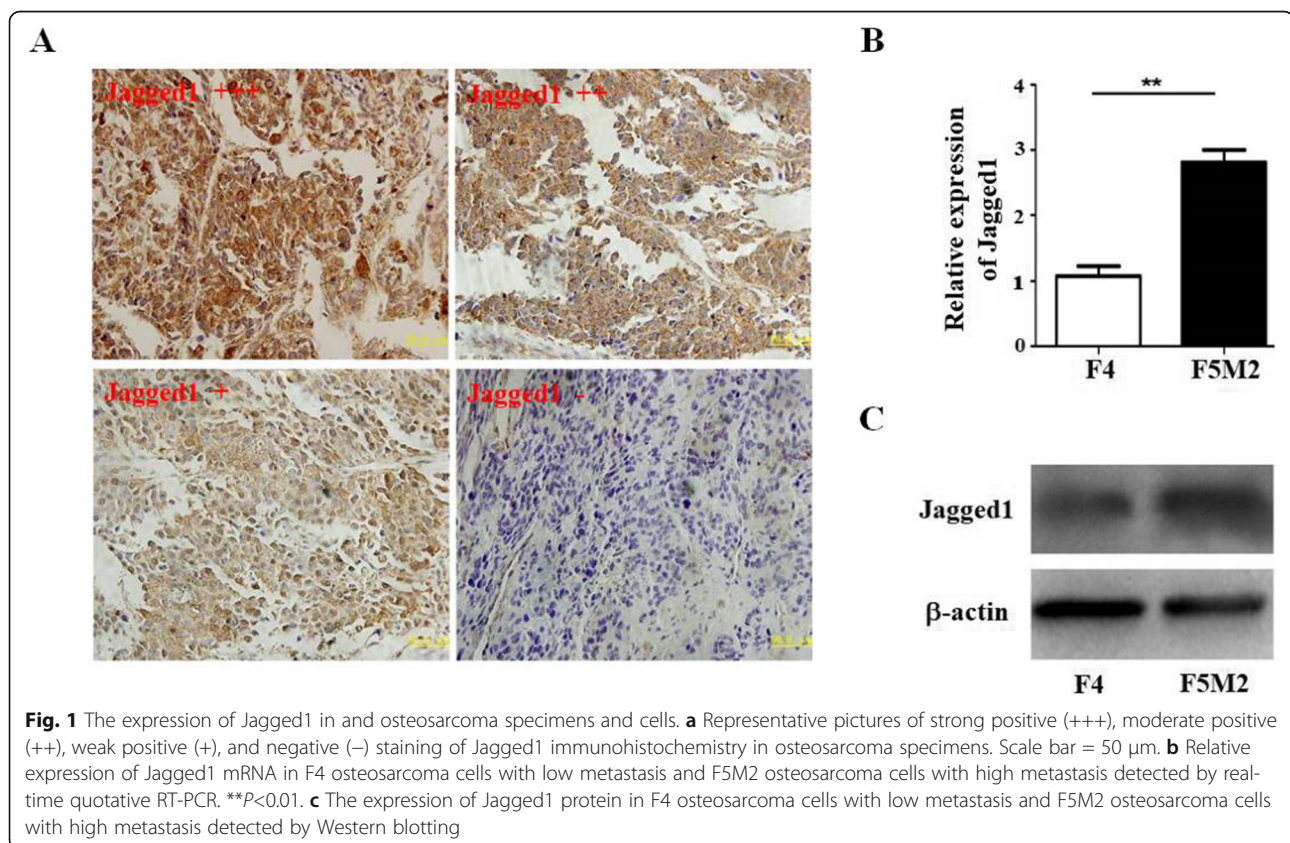 A
Jagged1 +++
Jagged1 ++
Jagged1 +
Jagged1 -
B
**
Relative expression
of Jagged1
4
3
2
1
0
F4
F5M2
C
Jagged1
β-actin
F4
F5M2
Fig. 1 The expression of Jagged1 in and osteosarcoma specimens and cells. a Representative pictures of strong positive (+++), moderate positive
(++), weak positive (+), and negative (−) staining of Jagged1 immunohistochemistry in osteosarcoma specimens. Scale bar = 50 μm. b Relative
expression of Jagged1 mRNA in F4 osteosarcoma cells with low metastasis and F5M2 osteosarcoma cells with high metastasis detected by real-
time quotative RT-PCR. **P<0.01. c The expression of Jagged1 protein in F4 osteosarcoma cells with low metastasis and F5M2 osteosarcoma cells
with high metastasis detected by Western blotting